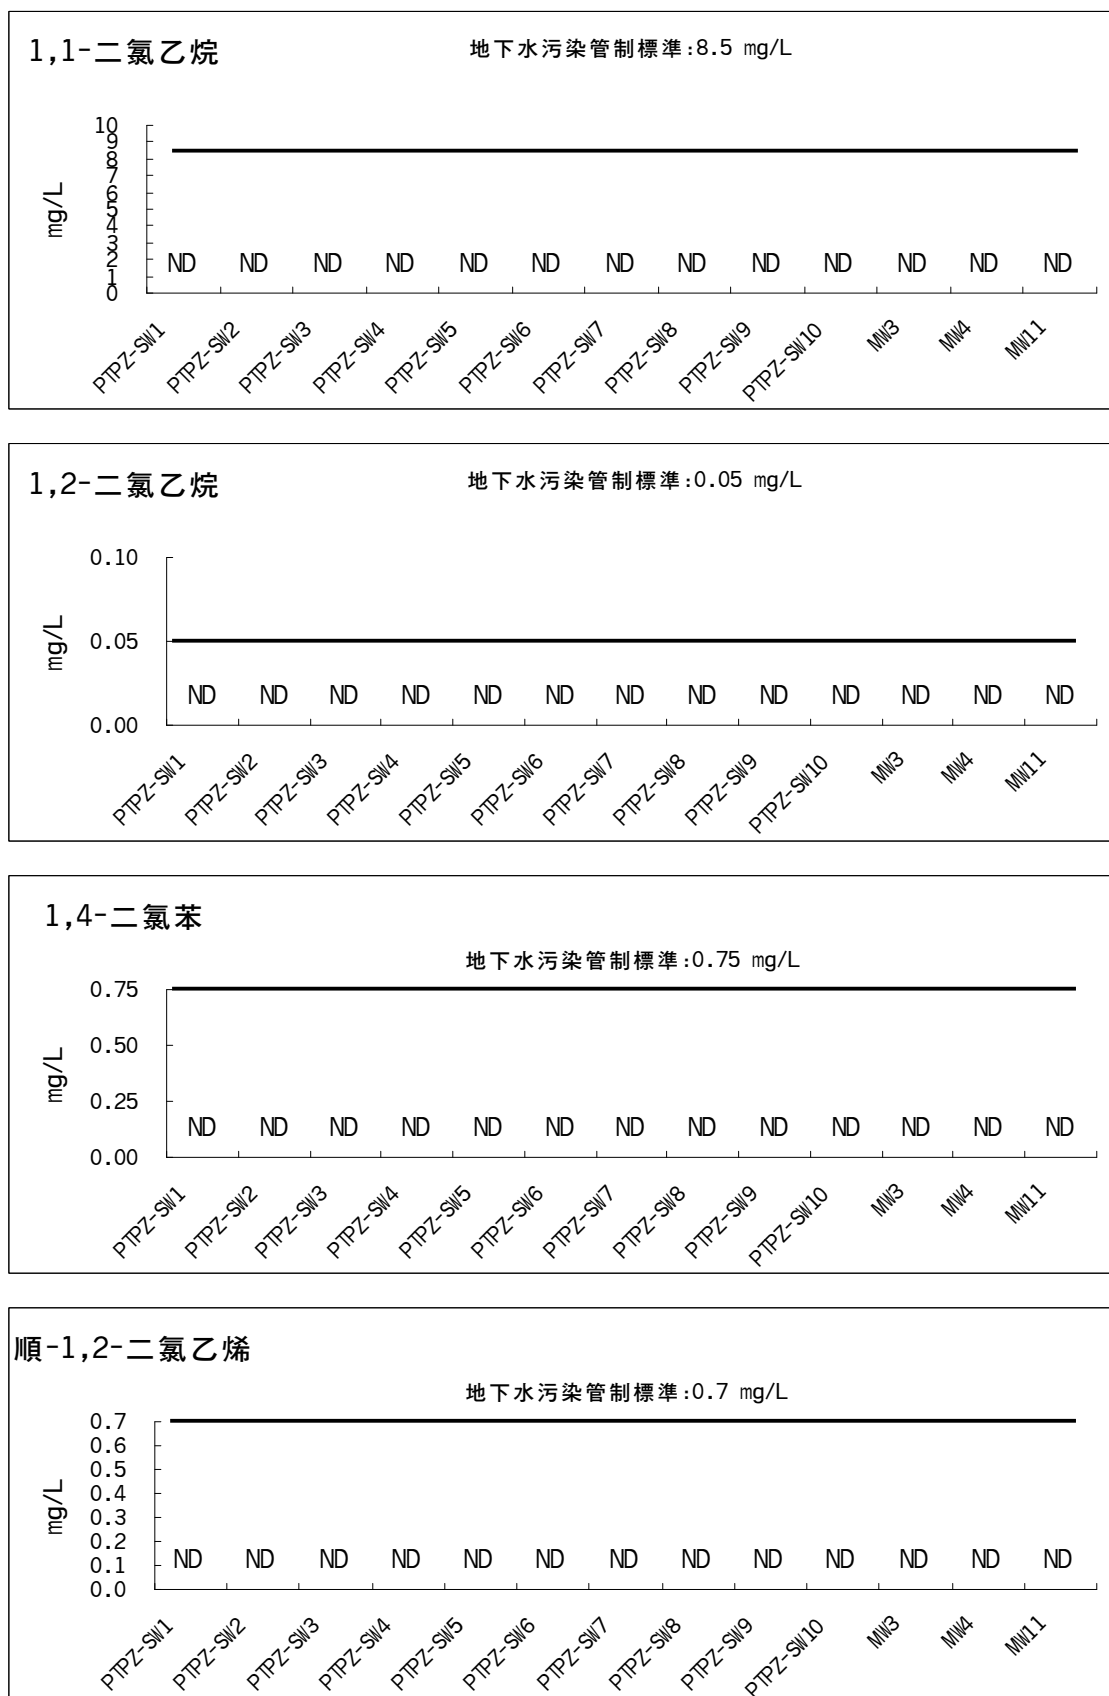 1,1-二氯乙烷
地下水污染管制標準:8.5 mg/L
mg/L
10
9
8
7
6
5
4
3
2
1
0
ND ND ND ND ND ND ND ND ND ND ND ND ND
PTPZ-SW1 PTPZ-SW2 PTPZ-SW3 PTPZ-SW4 PTPZ-SW5 PTPZ-SW6 PTPZ-SW7 PTPZ-SW8 PTPZ-SW9 PTPZ-SW10 MW3 MW4 MW11
1,2-二氯乙烷
地下水污染管制標準:0.05 mg/L
mg/L
0.10
0.05
0.00
ND ND ND ND ND ND ND ND ND ND ND ND ND
PTPZ-SW1 PTPZ-SW2 PTPZ-SW3 PTPZ-SW4 PTPZ-SW5 PTPZ-SW6 PTPZ-SW7 PTPZ-SW8 PTPZ-SW9 PTPZ-SW10 MW3 MW4 MW11
1,4-二氯苯
地下水污染管制標準:0.75 mg/L
mg/L
0.75
0.50
0.25
0.00
ND ND ND ND ND ND ND ND ND ND ND ND ND
PTPZ-SW1 PTPZ-SW2 PTPZ-SW3 PTPZ-SW4 PTPZ-SW5 PTPZ-SW6 PTPZ-SW7 PTPZ-SW8 PTPZ-SW9 PTPZ-SW10 MW3 MW4 MW11
順-1,2-二氯乙烯
地下水污染管制標準:0.7 mg/L
mg/L
0.7
0.6
0.5
0.4
0.3
0.2
0.1
0.0
ND ND ND ND ND ND ND ND ND ND ND ND ND
PTPZ-SW1 PTPZ-SW2 PTPZ-SW3 PTPZ-SW4 PTPZ-SW5 PTPZ-SW6 PTPZ-SW7 PTPZ-SW8 PTPZ-SW9 PTPZ-SW10 MW3 MW4 MW11